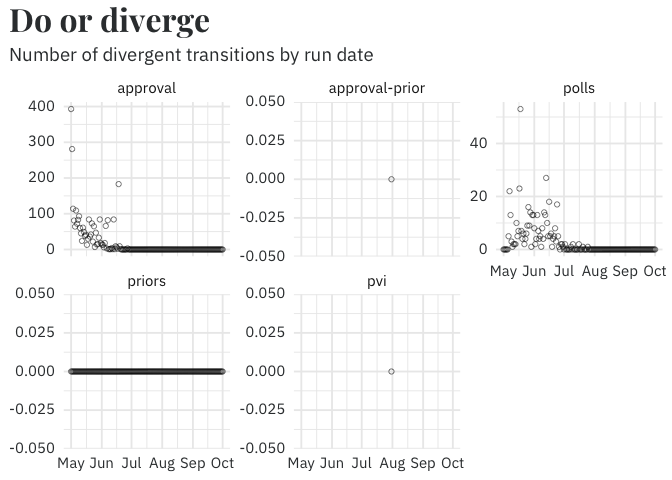 Do or diverge
Number of divergent transitions by run date
approval
approval-prior
polls
400
300
200
100
0
0.050
0.025
0.000
-0.025
-0.050
40
20
0
May Jun Jul Aug Sep Oct
priors
pvi
0.050
0.025
0.000
-0.025
-0.050
0.050
0.025
0.000
-0.025
-0.050
May Jun Jul Aug Sep Oct
May Jun Jul Aug Sep Oct